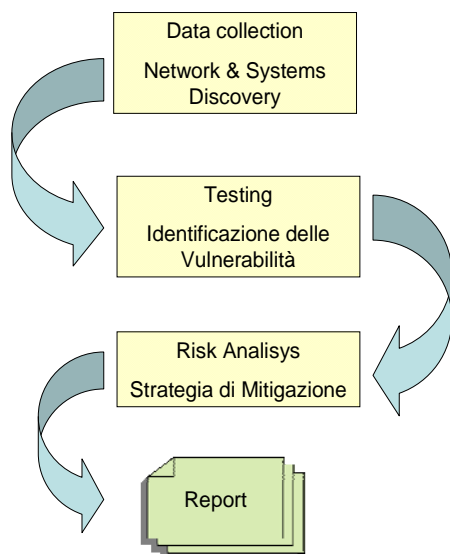 Data collection
Network & Systems
Discovery
Testing
Identificazione delle
Vulnerabilità
Risk Analisys
Strategia di Mitigazione
Report